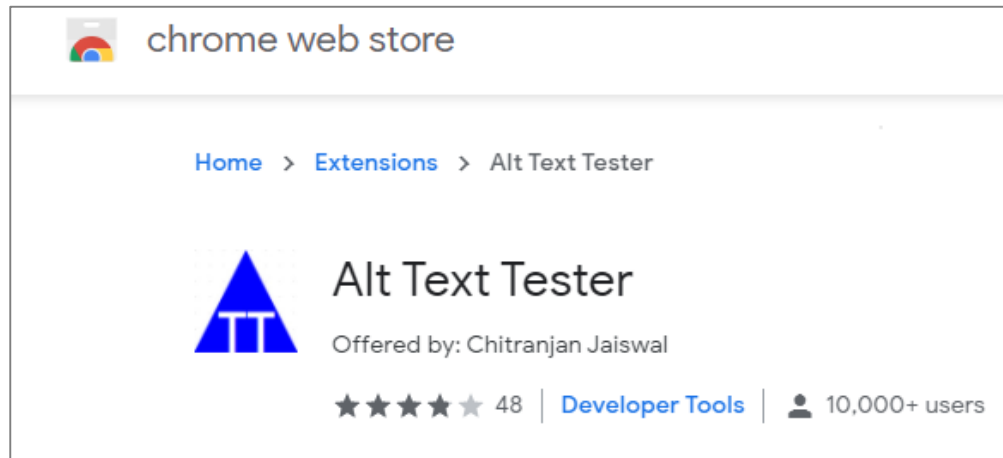 chrome web store
Home > Extensions > Alt Text Tester
TT
Alt Text Tester
Offered by: Chitranjan Jaiswal
48 | Developer Tools | 10,000+ users